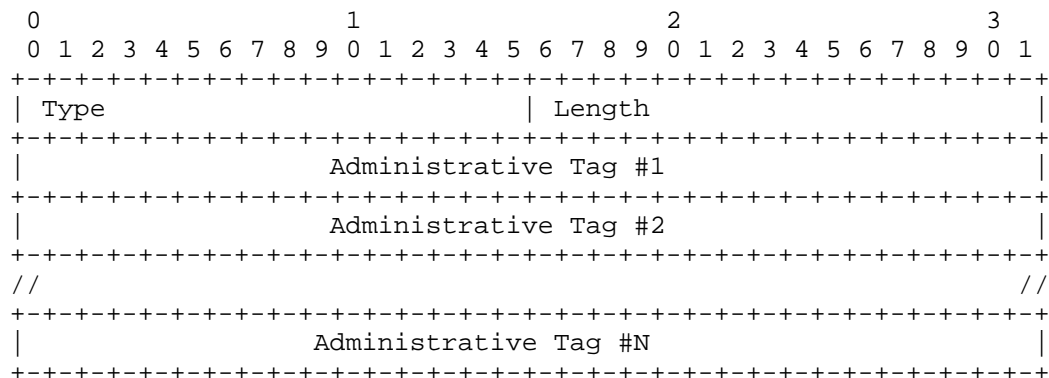 0                   1                   2                   3
0 1 2 3 4 5 6 7 8 9 0 1 2 3 4 5 6 7 8 9 0 1 2 3 4 5 6 7 8 9 0 1
+-+-+-+-+-+-+-+-+-+-+-+-+-+-+-+-+-+-+-+-+-+-+-+-+-+-+-+-+-+-+-+-+
| Type                          | Length                        |
+-+-+-+-+-+-+-+-+-+-+-+-+-+-+-+-+-+-+-+-+-+-+-+-+-+-+-+-+-+-+-+-+
|                   Administrative Tag #1                       |
+-+-+-+-+-+-+-+-+-+-+-+-+-+-+-+-+-+-+-+-+-+-+-+-+-+-+-+-+-+-+-+-+
|                   Administrative Tag #2                       |
+-+-+-+-+-+-+-+-+-+-+-+-+-+-+-+-+-+-+-+-+-+-+-+-+-+-+-+-+-+-+-+-+
//                                                             //
+-+-+-+-+-+-+-+-+-+-+-+-+-+-+-+-+-+-+-+-+-+-+-+-+-+-+-+-+-+-+-+-+
|                  Administrative Tag #N                        |
+-+-+-+-+-+-+-+-+-+-+-+-+-+-+-+-+-+-+-+-+-+-+-+-+-+-+-+-+-+-+-+-+